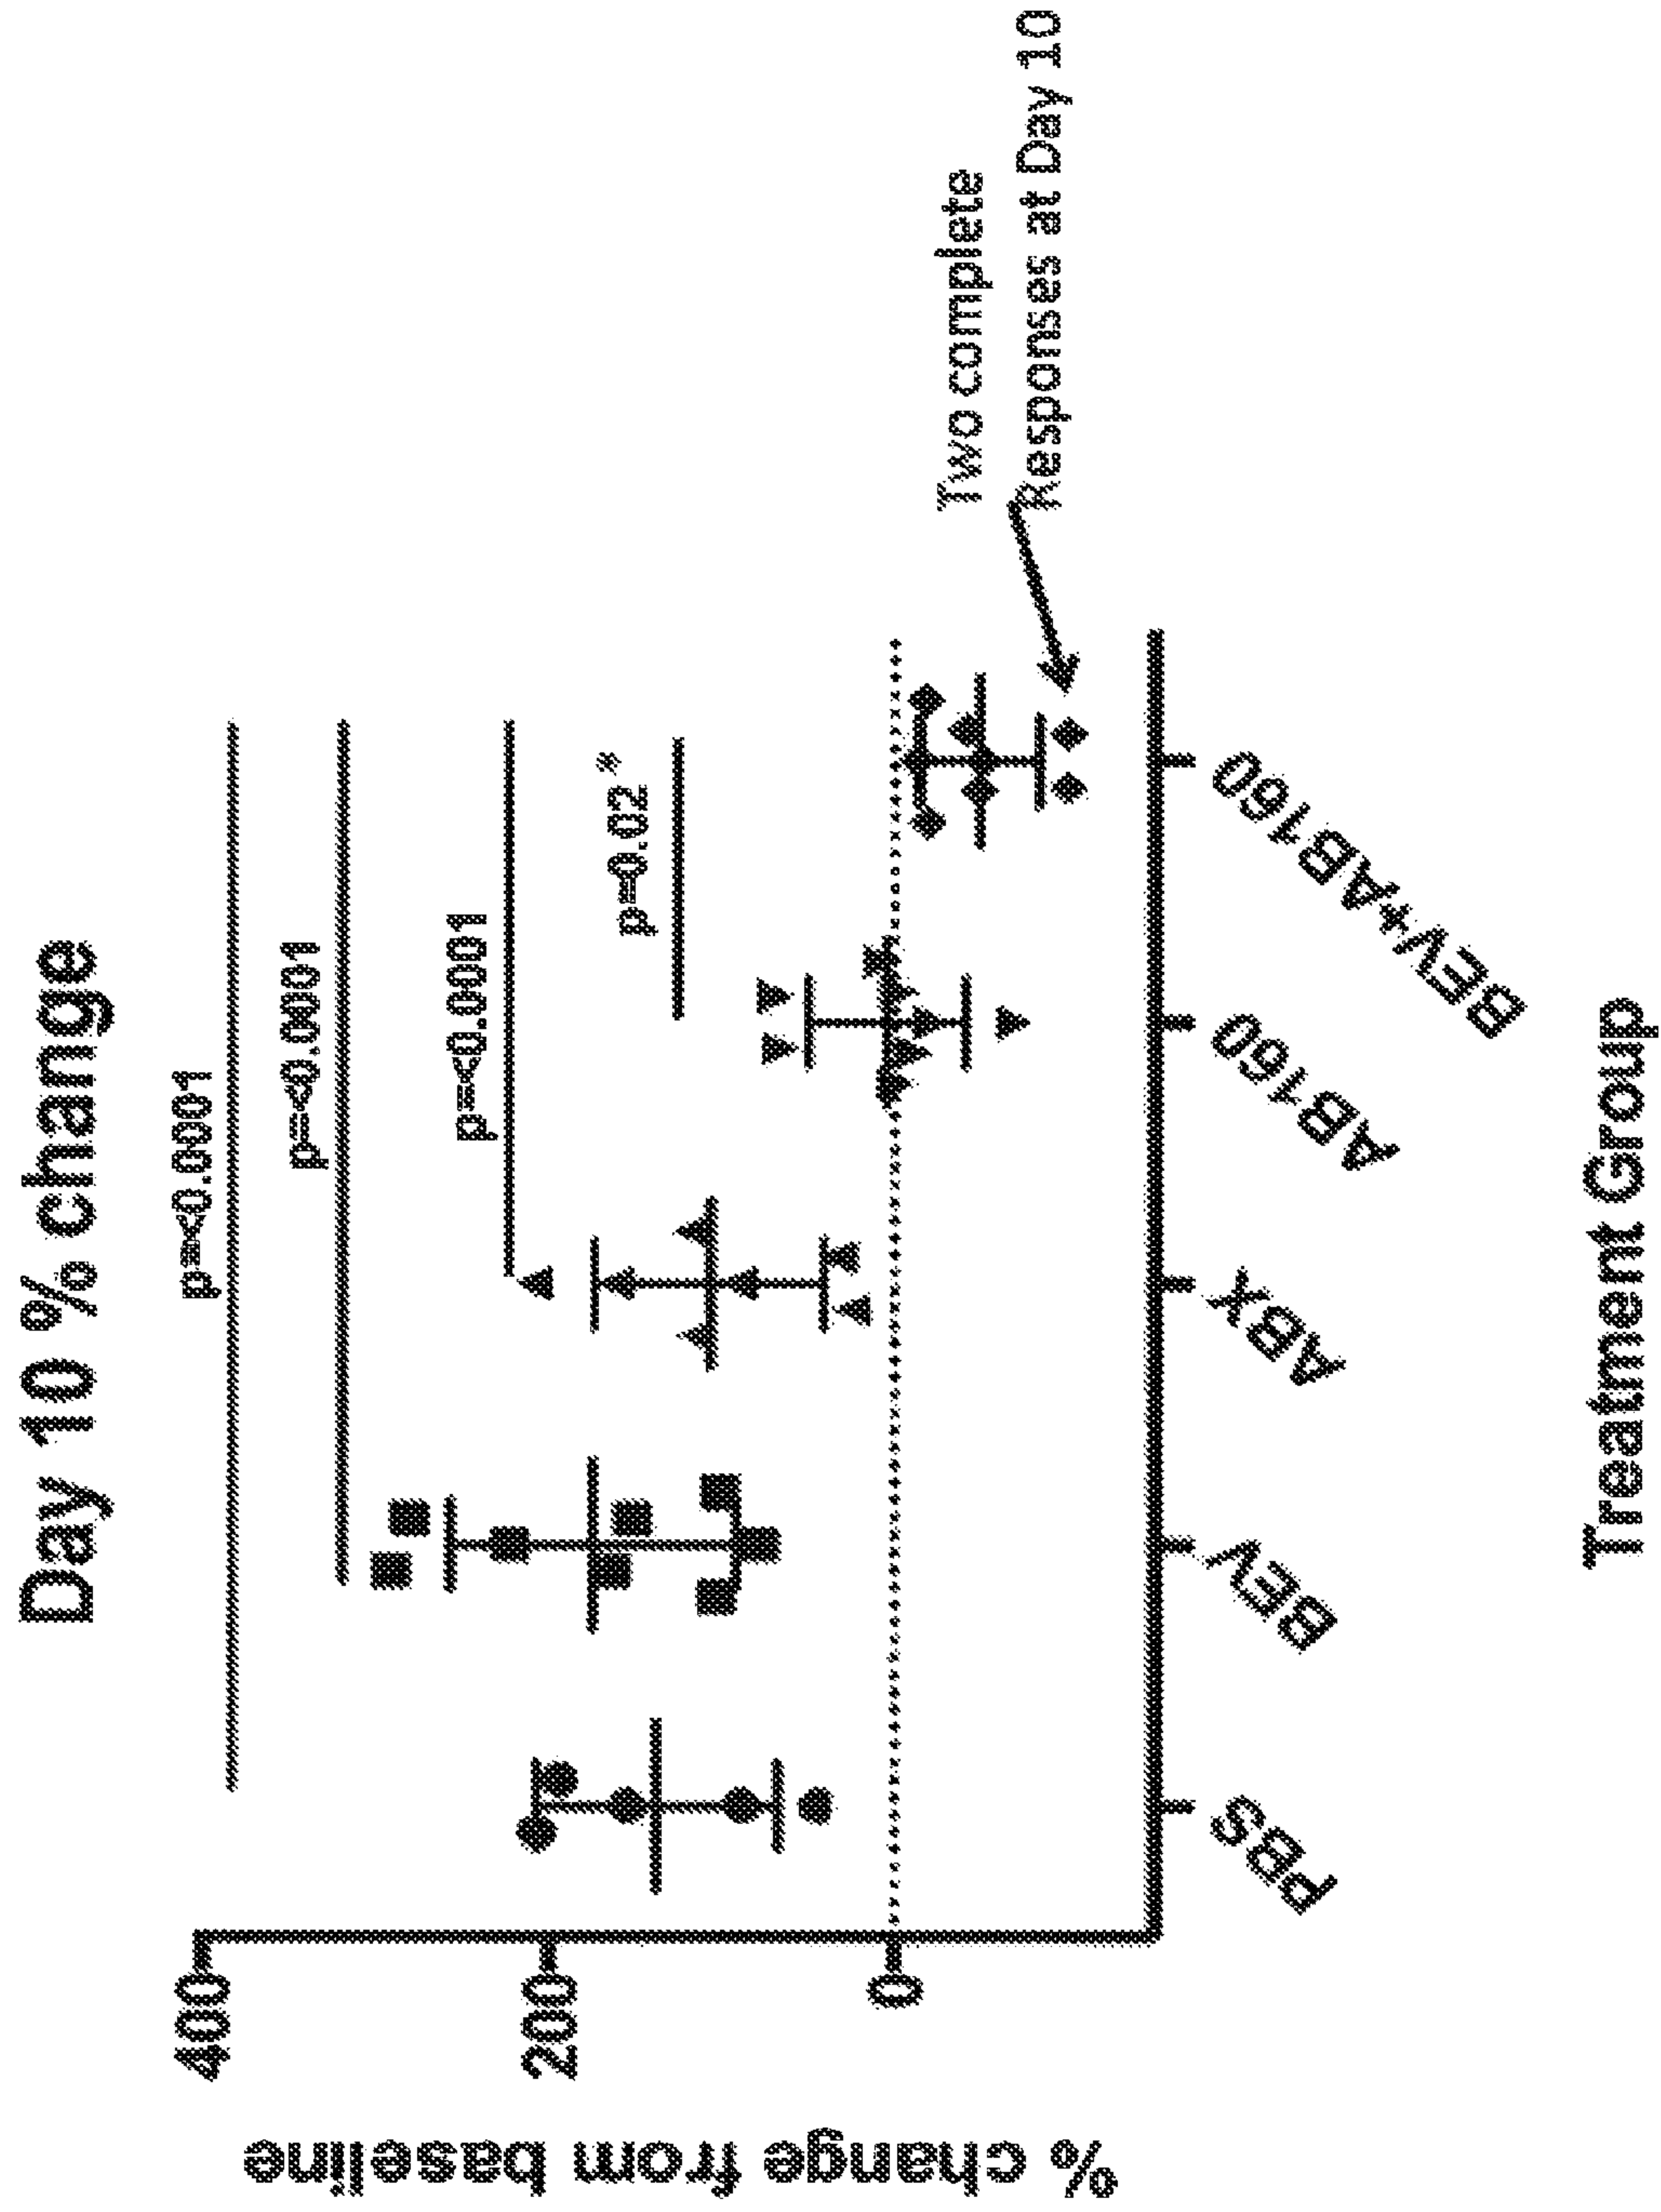 Day 10 % change
p=<0.0001
p=<0.0001
p=<0.0001
p=0.02 *
400
200
0
% change from baseline
Two complete
Responses at Day 10
PBS
BEV
ABX
AB160
BEV+AB160
Treatment Group